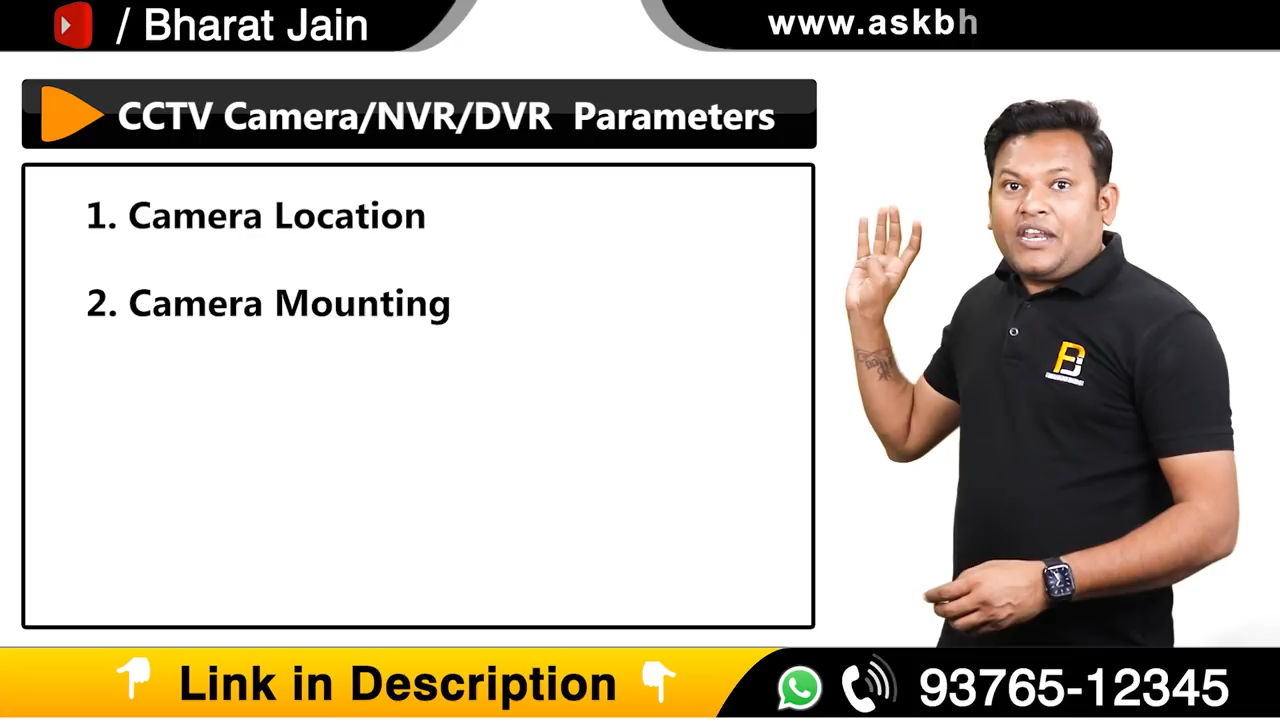 / Bharat Jain
www.askbh
CCTV Camera/NVR/DVR Parameters
1. Camera Location
2. Camera Mounting
Link in Description
93765-12345